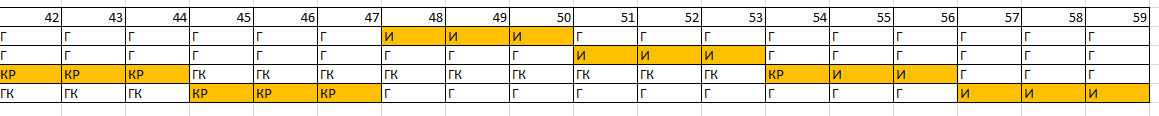 42 43 44 45 46 47 48 49 50 51 52 53 54 55 56 57 58 59
Г Г Г Г Г Г И И И Г Г Г Г Г Г Г Г Г
Г Г Г Г Г Г Г Г Г И И И Г Г Г Г Г Г
КР КР КР ГК ГК ГК ГК ГК ГК ГК ГК ГК КР И И Г Г Г
ГК ГК ГК КР КР КР Г Г Г Г Г Г Г Г Г И И И